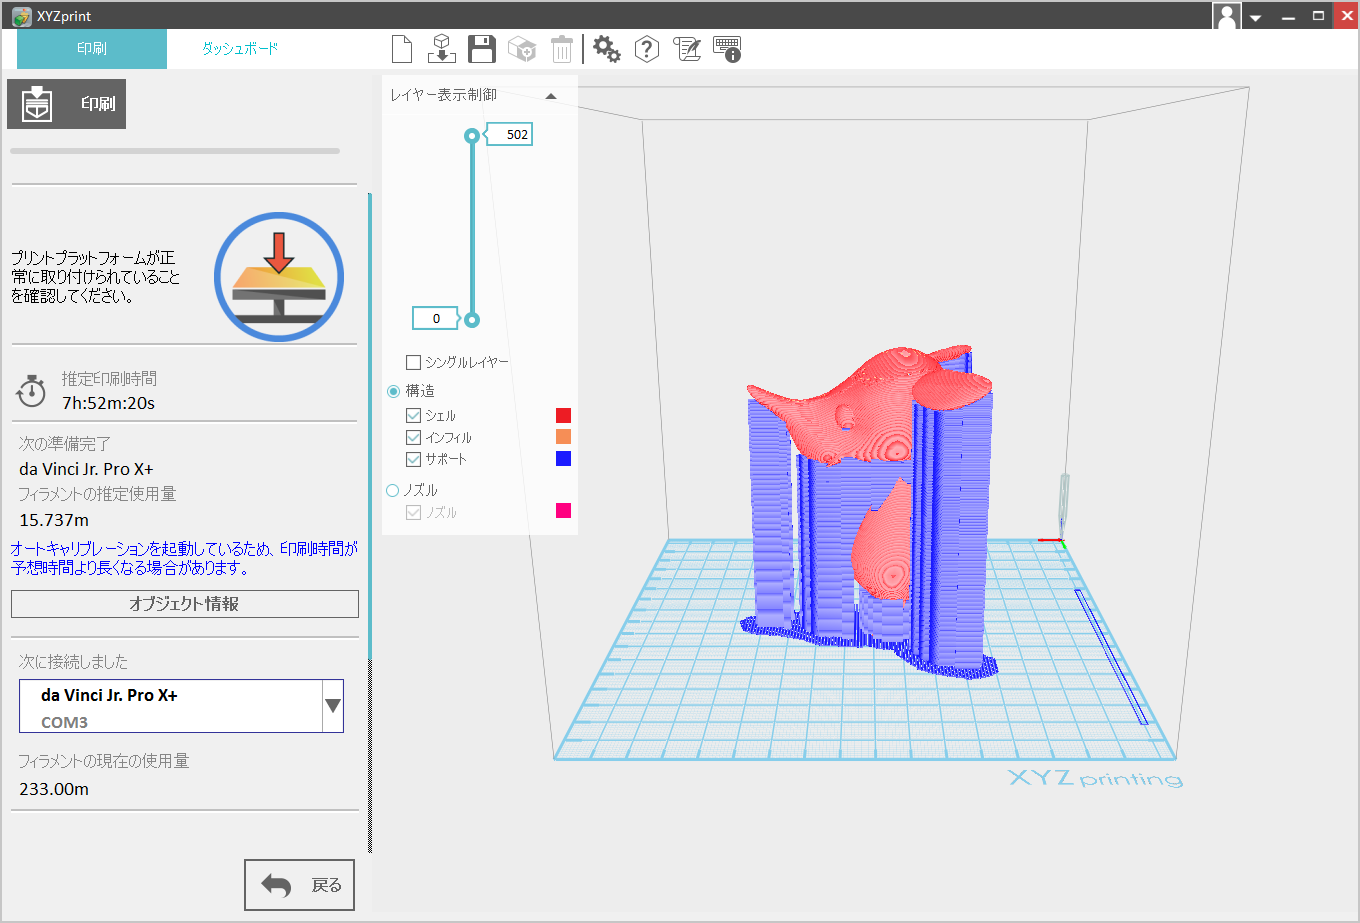 XYZprint
印刷
ダッシュボード
印刷
プリントプラットフォームが正
常に取り付けられていること
を確認してください。
推定印刷時間
7h:52m:20s
次の準備完了
da Vinci Jr. Pro X+
フィラメントの推定使用量
15.737m
オートキャリブレーションを起動しているため、印刷時間が
予想時間より長くなる場合があります。
オブジェクト情報
次に接続しました
da Vinci Jr. Pro X+
COM3
フィラメントの現在の使用量
233.00m
戻る
レイヤー表示制御
502
0
シングルレイヤー
構造
シェル
インフィル
サポート
ノズル
ノズル
XYZprinting